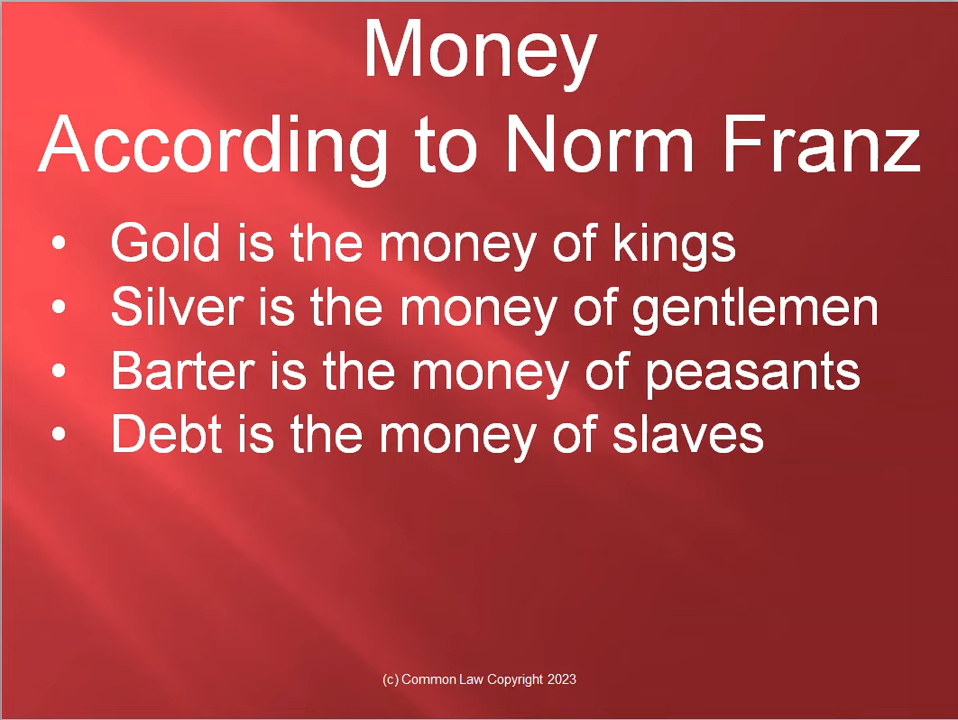 Money
According to Norm Franz
• Gold is the money of kings
• Silver is the money of gentlemen
• Barter is the money of peasants
• Debt is the money of slaves
(c) Common Law Copyright 2023